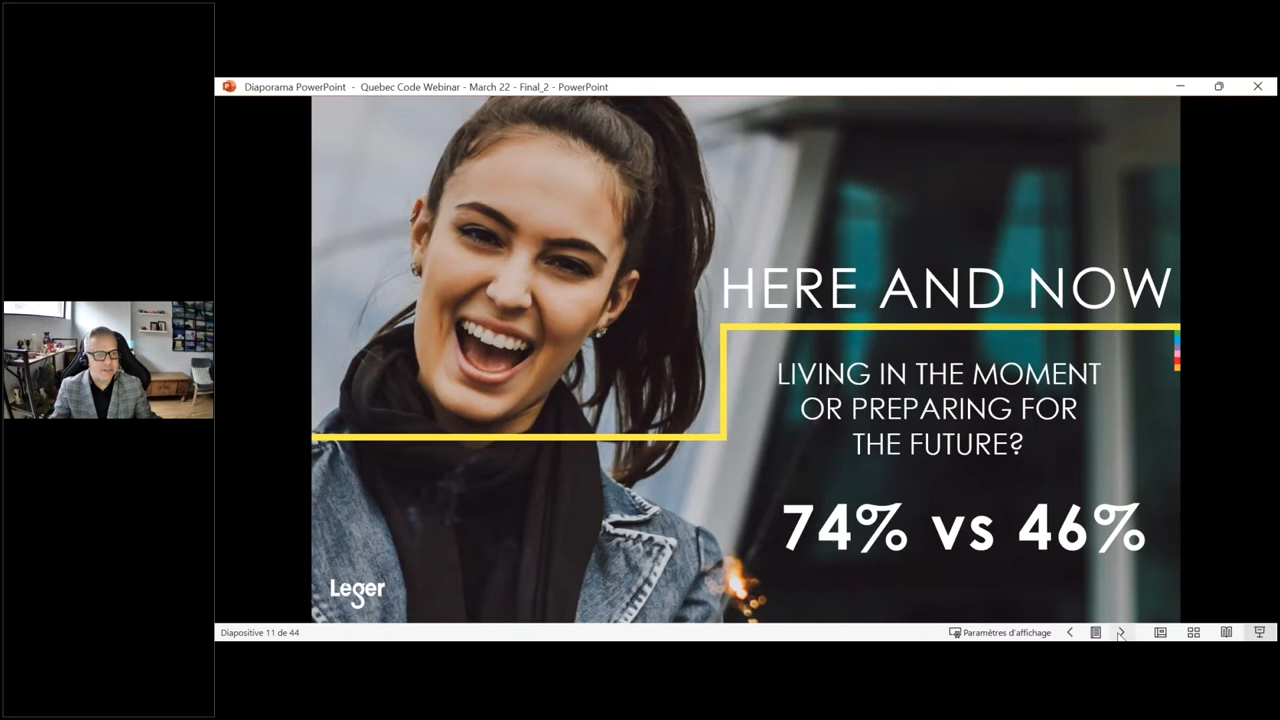 Diaporama PowerPoint - Quebec Code Webinar - March 22 - Final_2 - PowerPoint
HERE AND NOW
LIVING IN THE MOMENT
OR PREPARING FOR
THE FUTURE?
74% vs 46%
Leger
Diapositive 11 de 44
Paramètres d'affichage